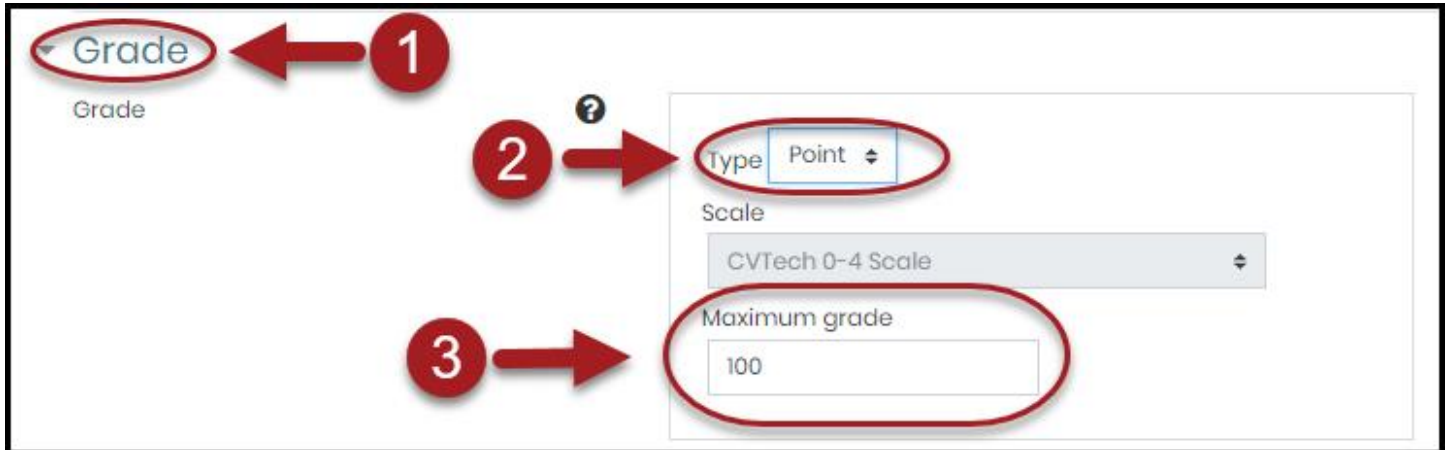 Grade
1
Grade
?
2
Type Point
Scale
CVTech 0-4 Scale
Maximum grade
3
100